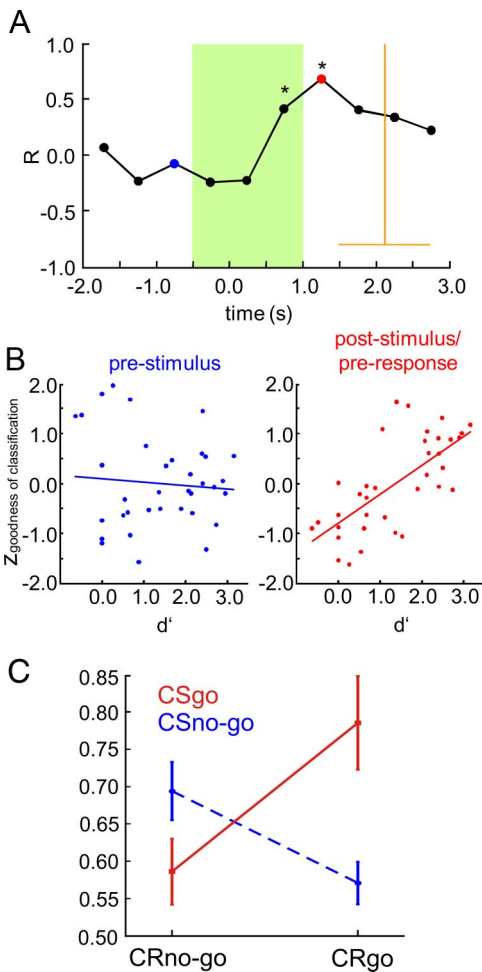 A
1.0
0.5
0.0
-0.5
-1.0
R
* *
-2.0 -1.0 0.0 1.0 2.0 3.0
time (s)
B
pre-stimulus
post-stimulus/
pre-response
2.0 2.0
1.0 1.0
0.0 0.0
-1.0 -1.0
-2.0 -2.0
Zgoodness of classification
0.0 1.0 2.0 3.0 0.0 1.0 2.0 3.0
d‘ d‘
C
0.85
0.80
0.75
0.70
0.65
0.60
0.55
0.50
CSgo
CSno-go
CRno-go CRgo